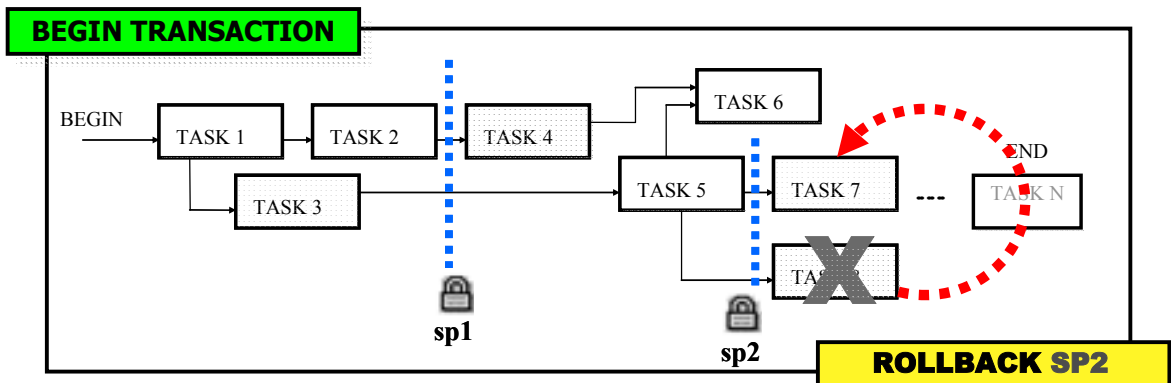 BEGIN TRANSACTION
BEGIN
TASK 1
TASK 2
TASK 4
TASK 6
TASK 3
TASK 5
TASK 7
---
END
TASK N
sp1
sp2
ROLLBACK SP2